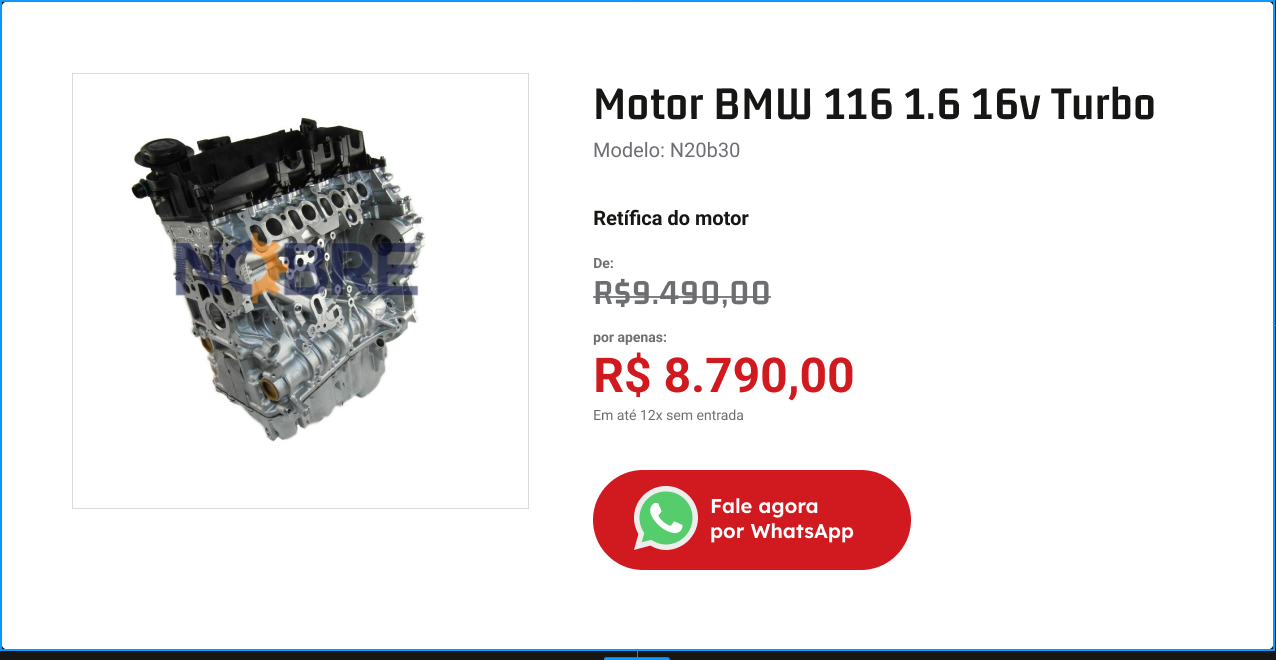 Motor BMW 116 1.6 16v Turbo
Modelo: N20b30
Retífica do motor
De:
R$9.490,00
por apenas:
R$ 8.790,00
Em até 12x sem entrada
NOBRE
Fale agora
por WhatsApp